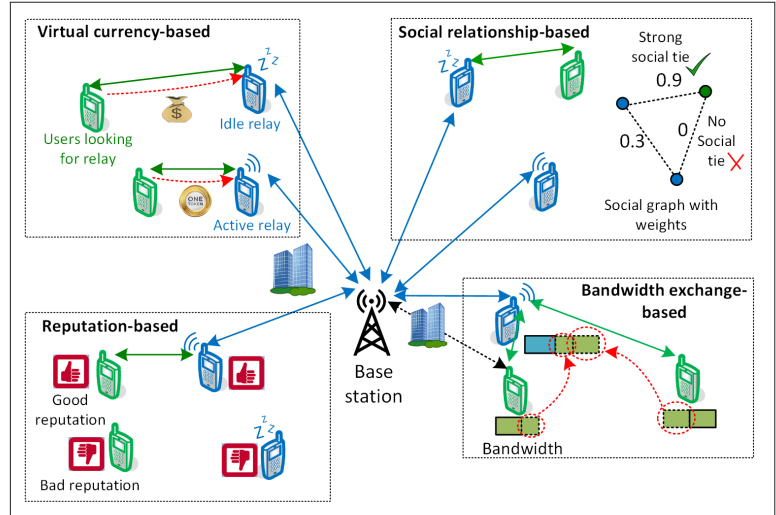 Virtual currency-based
Z Z Z
$
Idle relay
Users looking
for relay
ONE
TOKEN
Active relay
Social relationship-based
Z Z Z
Strong
social tie
0.9
0.3
0
No
Social
tie
Social graph with
weights
Reputation-based
Good
reputation
Z Z Z
Bad reputation
Base
station
Bandwidth exchange-
based
Bandwidth